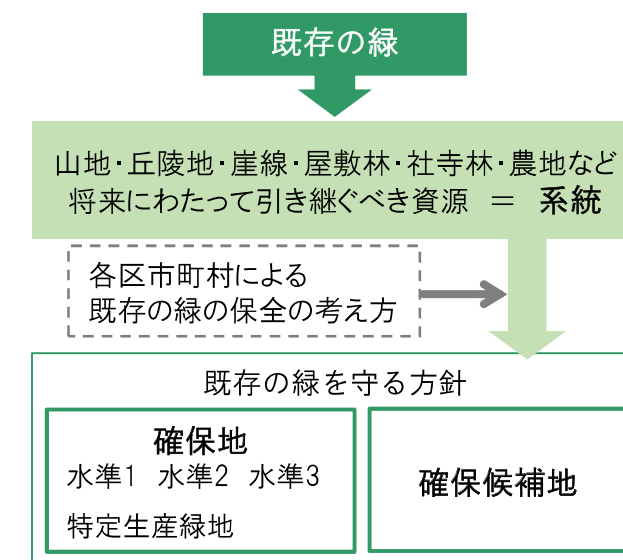 既存の緑
山地・丘陵地・崖線・屋敷林・社寺林・農地など
将来にわたって引き継ぐべき資源 ＝ 系統
各区市町村による
既存の緑の保全の考え方
既存の緑を守る方針
確保地
水準1 水準2 水準3
特定生産緑地
確保候補地